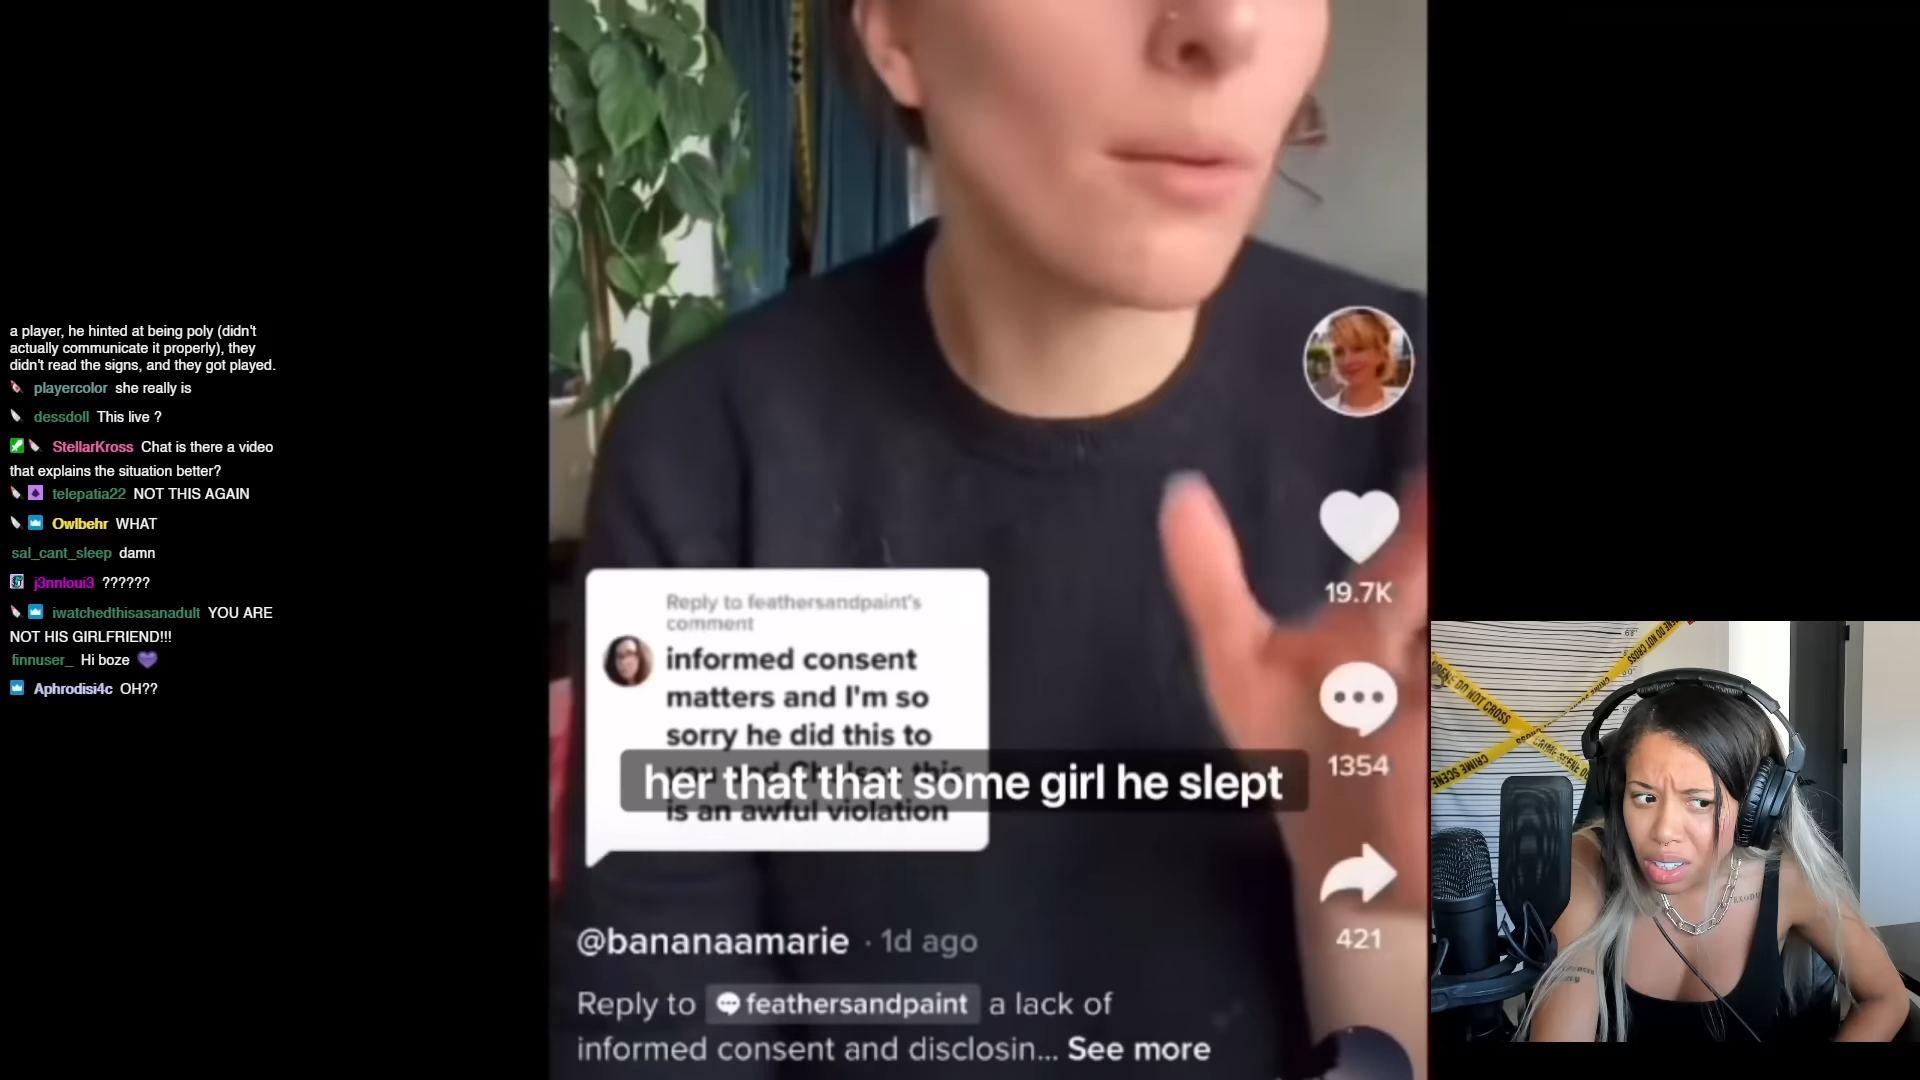 a player, he hinted at being poly (didn't
actually communicate it properly), they
didn't read the signs, and they got played.
playercolor she really is
dessdoll This live ?
StellarKross Chat is there a video
that explains the situation better?
telepatia22 NOT THIS AGAIN
Owlbehr WHAT
sal_cant_sleep damn
j3nnloui3 ??????
iwatchedthisasanadult YOU ARE
NOT HIS GIRLFRIEND!!!
finnuser_ Hi boze
Aphrodisi4c OH??
Reply to feathersandpaint's
comment
informed consent
matters and I'm so
sorry he did this to
her that that some girl he slept
is an awful violation
19.7K
1354
421
@bananaamarie · 1d ago
Reply to feathersandpaint a lack of
informed consent and disclosin... See more
CRIME SCENE DO NOT CROSS